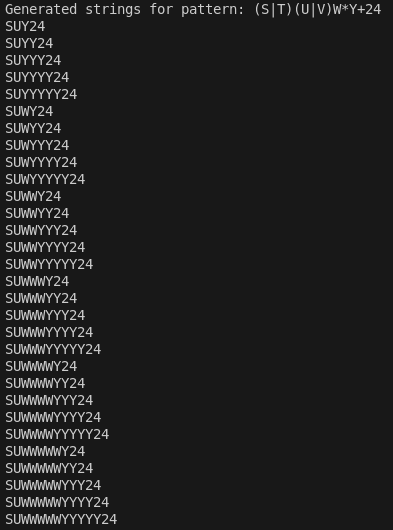 Generated strings for pattern: (S|T)(U|V)W*Y+24
SUY24
SUYY24
SUYYY24
SUYYYY24
SUYYYYY24
SUWY24
SUWYY24
SUWYYY24
SUWYYYY24
SUWYYYYY24
SUWWY24
SUWWYY24
SUWWYYY24
SUWWYYYY24
SUWWYYYYY24
SUWWWY24
SUWWWYY24
SUWWWYYY24
SUWWWYYYY24
SUWWWYYYYY24
SUWWWWY24
SUWWWWYY24
SUWWWWYYY24
SUWWWWYYYY24
SUWWWWYYYYY24
SUWWWWWY24
SUWWWWWYY24
SUWWWWWYYY24
SUWWWWWYYYY24
SUWWWWWYYYYY24